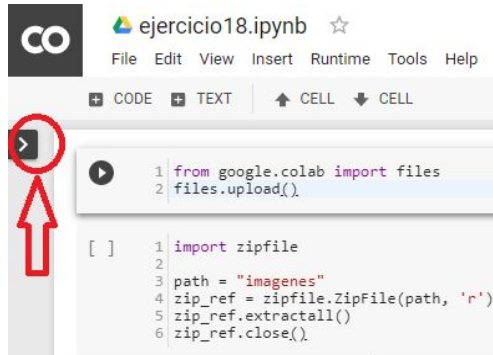 CO
ejercicio18.ipynb
File Edit View Insert Runtime Tools Help
CODE TEXT CELL CELL
1 from google.colab import files
2 files.upload()
[ ] 1 import zipfile
2
3 path = "imagenes"
4 zip_ref = zipfile.ZipFile(path, 'r')
5 zip_ref.extractall()
6 zip_ref.close()